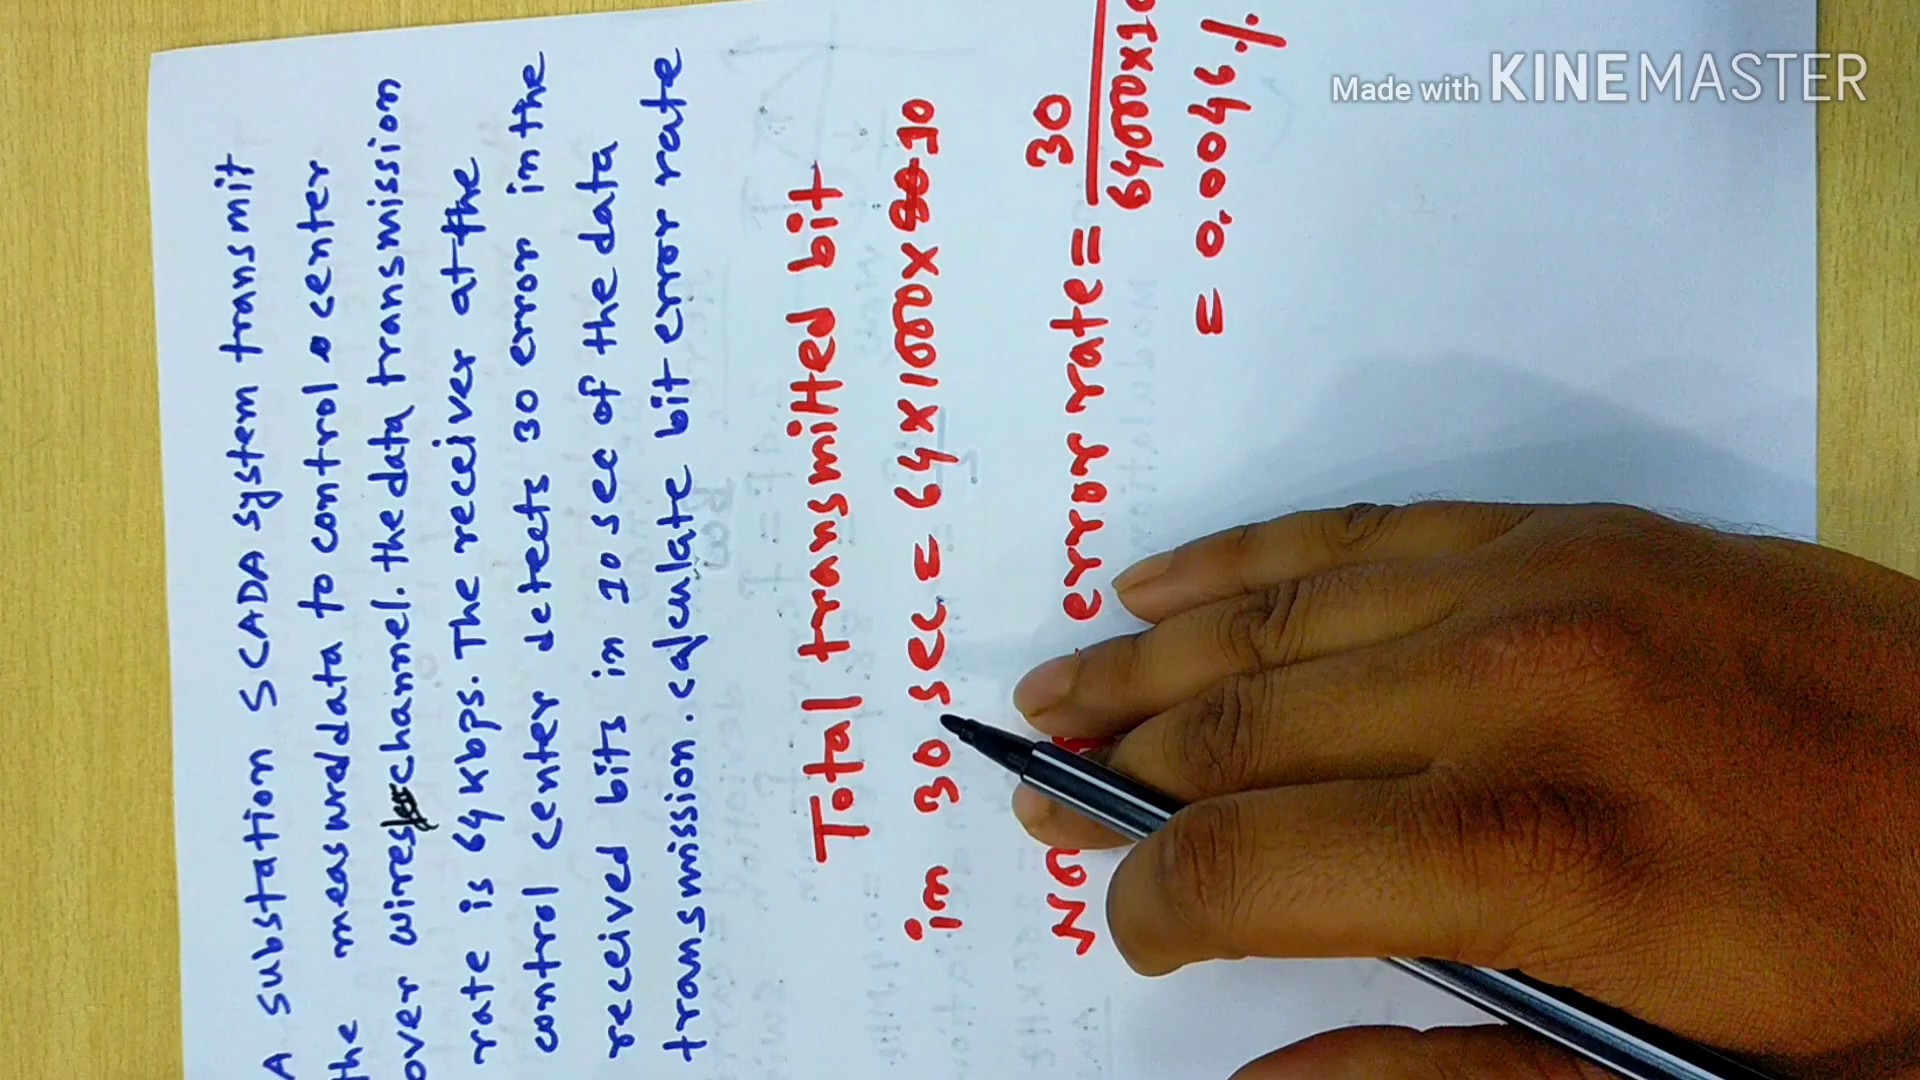 A substation SCADA system transmit
the measured data to control center
over wireschannel. the data transmission
rate is 64 kbps. The receiver at the
control center detects 30 error in the
received bits in 10 sec of the data
transmission. calculate bit error rate
Total transmitted bit
in 30 sec = 64×1000×10
error rate = 30
64000×10
= 0.0046%
Made with KINEMASTER